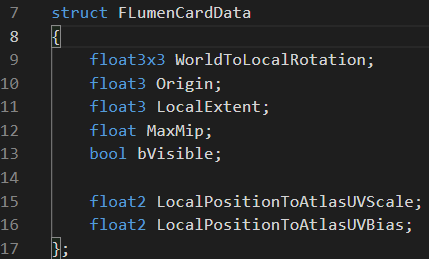 7 struct FLumenCardData
8 {
9 float3x3 WorldToLocalRotation;
10 float3 Origin;
11 float3 LocalExtent;
12 float MaxMip;
13 bool bVisible;
14
15 float2 LocalPositionToAtlasUVScale;
16 float2 LocalPositionToAtlasUVBias;
17 };